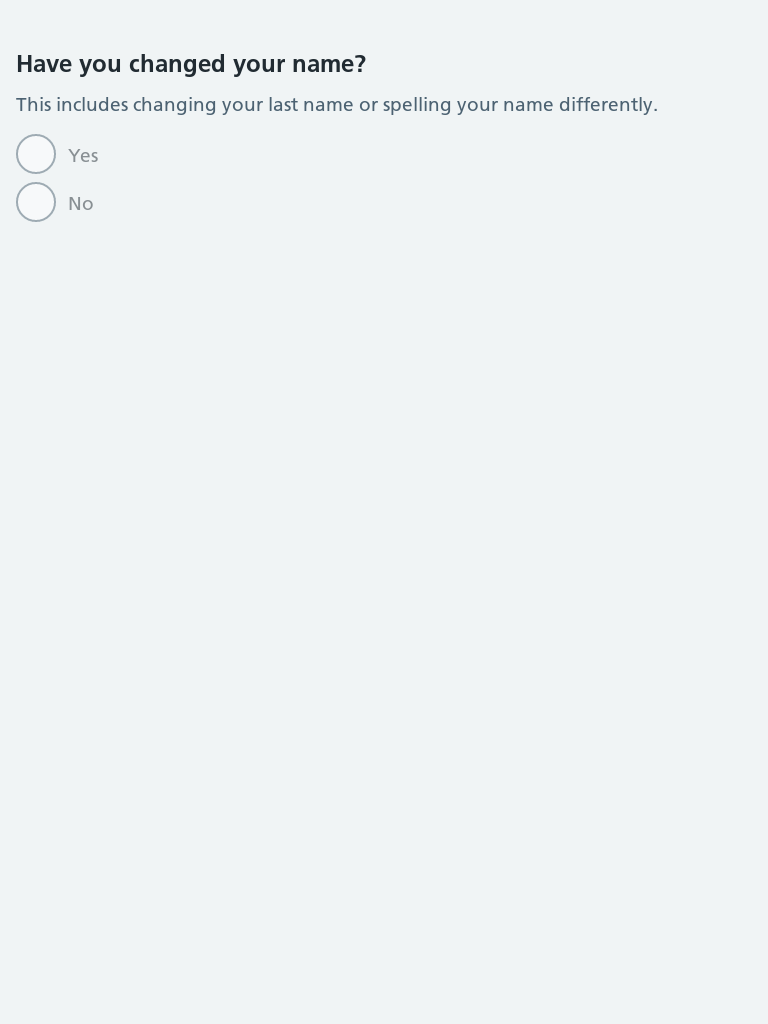 Have you changed your name?
This includes changing your last name or spelling your name differently.
Yes
No